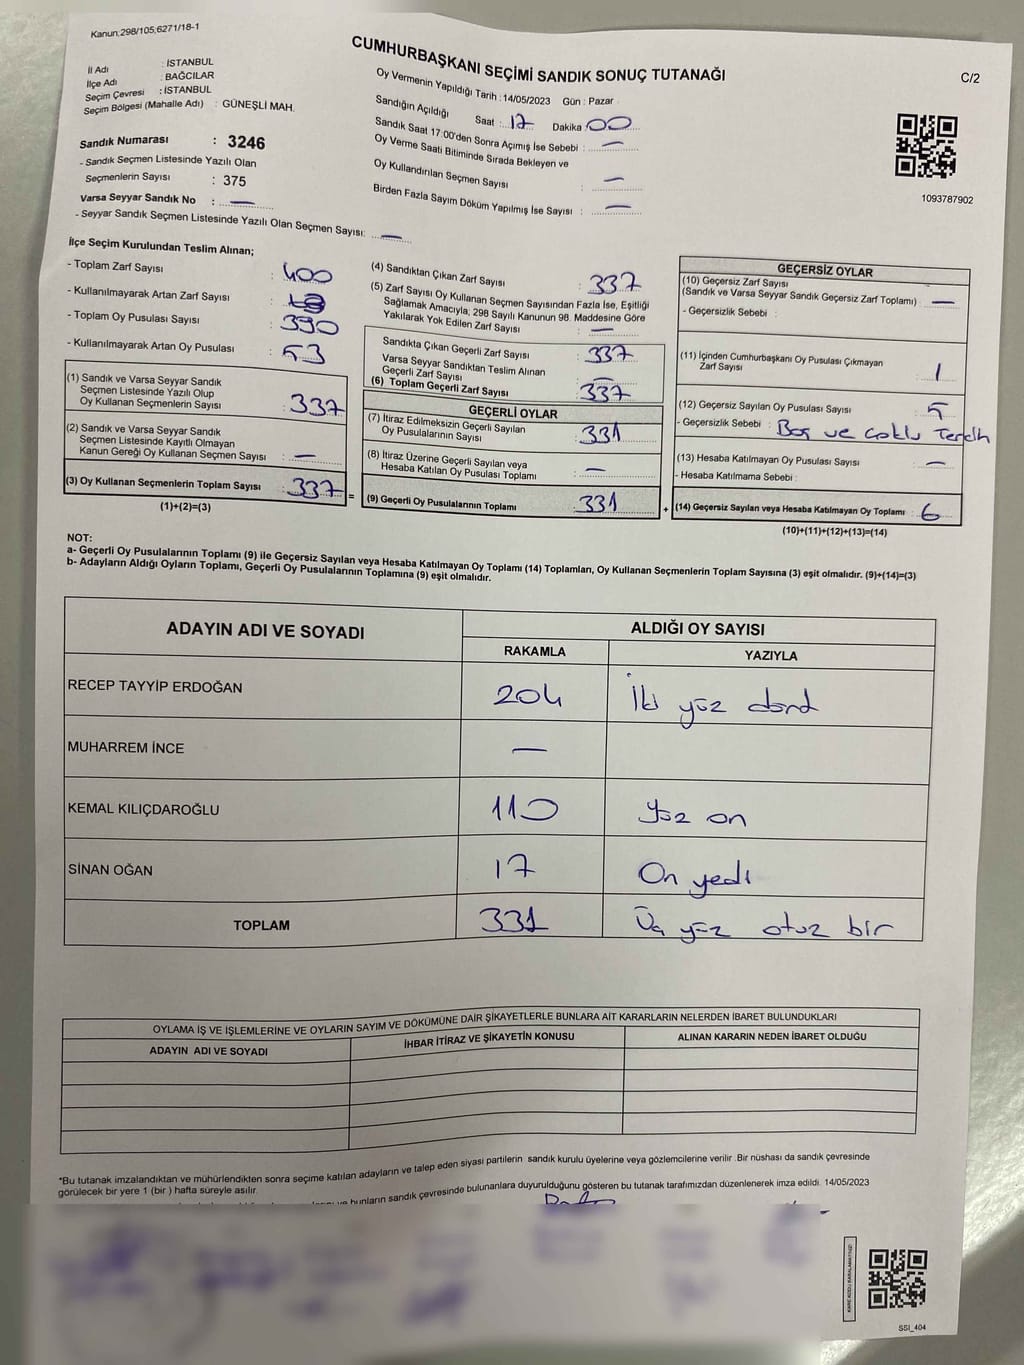 Kanun;298/105;6271/18-1
CUMHURBAŞKANI SEÇİMİ SANDIK SONUÇ TUTANAĞI
C/2
İl Adı : İSTANBUL
İlçe Adı : BAĞCILAR
Seçim Çevresi : İSTANBUL
Seçim Bölgesi (Mahalle Adı) : GÜNEŞLİ MAH.
Sandık Numarası : 3246
- Sandık Seçmen Listesinde Yazılı Olan
Seçmenlerin Sayısı : 375
Varsa Seyyar Sandık No : —
- Seyyar Sandık Seçmen Listesinde Yazılı Olan Seçmen Sayısı: —
Oy Vermenin Yapıldığı Tarih : 14/05/2023 Gün : Pazar
Sandığın Açıldığı Saat : 17 Dakika 00
Sandık Saat 17:00'den Sonra Açımış İse Sebebi : —
Oy Verme Saati Bitiminde Sırada Bekleyen ve
Oy Kullandırılan Seçmen Sayısı : —
Birden Fazla Sayım Döküm Yapılmış İse Sayısı : —
1093787902
İlçe Seçim Kurulundan Teslim Alınan;
- Toplam Zarf Sayısı : 400
- Kullanılmayarak Artan Zarf Sayısı :
- Toplam Oy Pusulası Sayısı : 390
- Kullanılmayarak Artan Oy Pusulası : 53
(1) Sandık ve Varsa Seyyar Sandık
Seçmen Listesinde Yazılı Olup
Oy Kullanan Seçmenlerin Sayısı : 337
(2) Sandık ve Varsa Seyyar Sandık
Seçmen Listesinde Kayıtlı Olmayan
Kanun Gereği Oy Kullanan Seçmen Sayısı : —
(3) Oy Kullanan Seçmenlerin Toplam Sayısı : 337 =
(1)+(2)=(3)
(4) Sandıktan Çıkan Zarf Sayısı : 337
(5) Zarf Sayısı Oy Kullanan Seçmen Sayısından Fazla İse, Eşitliği
Sağlamak Amacıyla; 298 Sayılı Kanunun 98. Maddesine Göre
Yakılarak Yok Edilen Zarf Sayısı : —
Sandıkta Çıkan Geçerli Zarf Sayısı : 337
Varsa Seyyar Sandıktan Teslim Alınan
Geçerli Zarf Sayısı : —
(6) Toplam Geçerli Zarf Sayısı : 337
GEÇERLİ OYLAR
(7) İtiraz Edilmeksizin Geçerli Sayılan
Oy Pusulalarının Sayısı : 331
(8) İtiraz Üzerine Geçerli Sayılan veya
Hesaba Katılan Oy Pusulası Toplamı : —
(9) Geçerli Oy Pusulalarının Toplamı : 331 +
GEÇERSİZ OYLAR
(10) Geçersiz Zarf Sayısı
(Sandık ve Varsa Seyyar Sandık Geçersiz Zarf Toplamı) : —
- Geçersizlik Sebebi :
(11) İçinden Cumhurbaşkanı Oy Pusulası Çıkmayan
Zarf Sayısı : 1
(12) Geçersiz Sayılan Oy Pusulası Sayısı : 5
- Geçersizlik Sebebi : Boş ve çoklu Tercih
(13) Hesaba Katılmayan Oy Pusulası Sayısı : —
- Hesaba Katılmama Sebebi :
(14) Geçersiz Sayılan veya Hesaba Katılmayan Oy Toplamı : 6
(10)+(11)+(12)+(13)=(14)
NOT:
a- Geçerli Oy Pusulalarının Toplamı (9) ile Geçersiz Sayılan veya Hesaba Katılmayan Oy Toplamı (14) Toplamları, Oy Kullanan Seçmenlerin Toplam Sayısına (3) eşit olmalıdır. (9)+(14)=(3)
b- Adayların Aldığı Oyların Toplamı, Geçerli Oy Pusulalarının Toplamına (9) eşit olmalıdır.
ADAYIN ADI VE SOYADI ALDIĞI OY SAYISI
RAKAMLA YAZIYLA
RECEP TAYYİP ERDOĞAN 204 İki yüz dört
MUHARREM İNCE —
KEMAL KILIÇDAROĞLU 110 Yüz on
SİNAN OĞAN 17 On yedi
TOPLAM 331 Üç yüz otuz bir
OYLAMA İŞ VE İŞLEMLERİNE VE OYLARIN SAYIM VE DÖKÜMÜNE DAİR ŞİKAYETLERLE BUNLARA AİT KARARLARIN NELERDEN İBARET BULUNDUKLARI
ADAYIN ADI VE SOYADI İHBAR İTİRAZ VE ŞİKAYETİN KONUSU ALINAN KARARIN NEDEN İBARET OLDUĞU
*Bu tutanak imzalandıktan ve mühürlendikten sonra seçime katılan adayların ve talep eden siyasi partilerin sandık kurulu üyelerine veya gözlemcilerine verilir .Bir nüshası da sandık çevresinde
görülecek bir yere 1 (bir ) hafta süreyle asılır.
ve bunların sandık çevresinde bulunanlara duyurulduğunu gösteren bu tutanak tarafımızdan düzenlenerek imza edildi. 14/05/2023
SSI_404